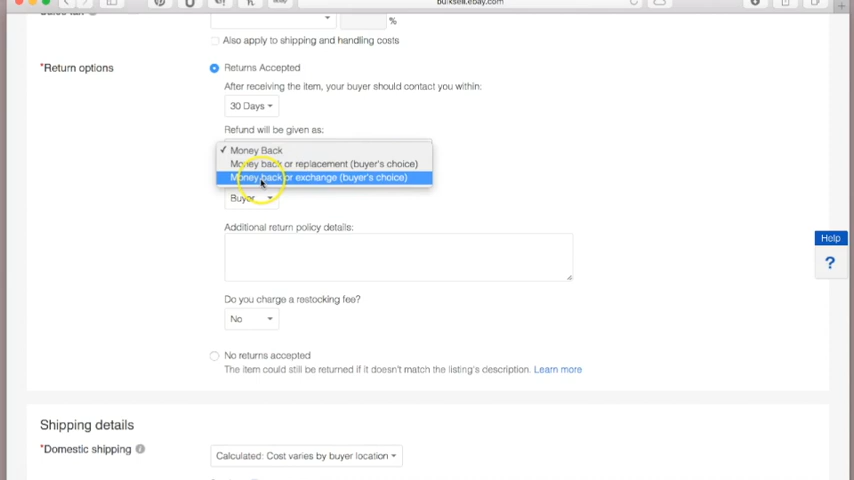 bulksell.ebay.com
%
Also apply to shipping and handling costs
*Return options
Returns Accepted
After receiving the item, your buyer should contact you within:
30 Days
Refund will be given as:
✓ Money Back
Money back or replacement (buyer's choice)
Money back or exchange (buyer's choice)
Buyer
Additional return policy details:
Help
?
Do you charge a restocking fee?
No
No returns accepted
The item could still be returned if it doesn't match the listing's description. Learn more
Shipping details
*Domestic shipping
Calculated: Cost varies by buyer location